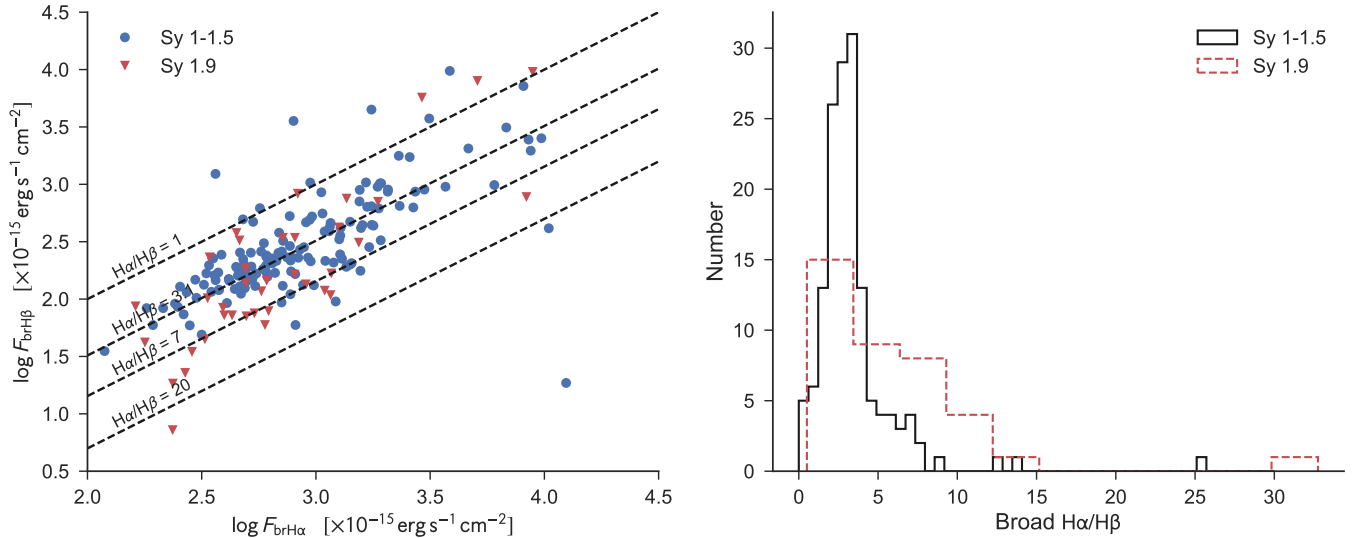 4.5
4.0
3.5
3.0
2.5
2.0
1.5
1.0
0.5
log F_brHβ [×10⁻¹⁵ erg s⁻¹ cm⁻²]
Sy 1-1.5
Sy 1.9
Hα/Hβ = 1
Hα/Hβ = 3.1
Hα/Hβ = 7
Hα/Hβ = 20
2.0 2.5 3.0 3.5 4.0 4.5
log F_brHα [×10⁻¹⁵ erg s⁻¹ cm⁻²]
30
25
20
15
10
5
0
Number
Sy 1-1.5
Sy 1.9
0 5 10 15 20 25 30
Broad Hα/Hβ